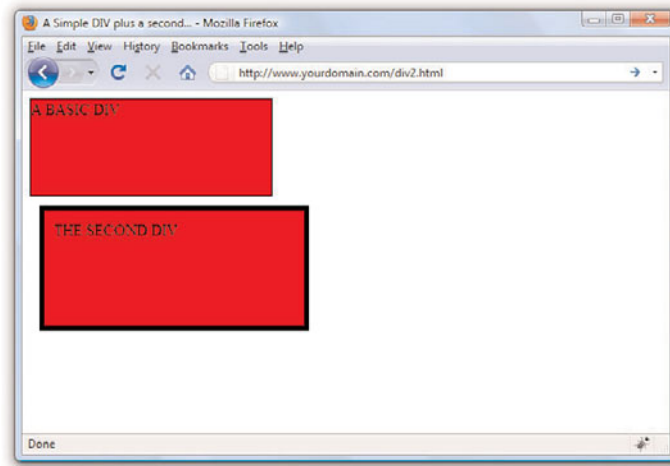 A Simple DIV plus a second... - Mozilla Firefox
File Edit View History Bookmarks Tools Help
http://www.yourdomain.com/div2.html
A BASIC DIV
THE SECOND DIV
Done